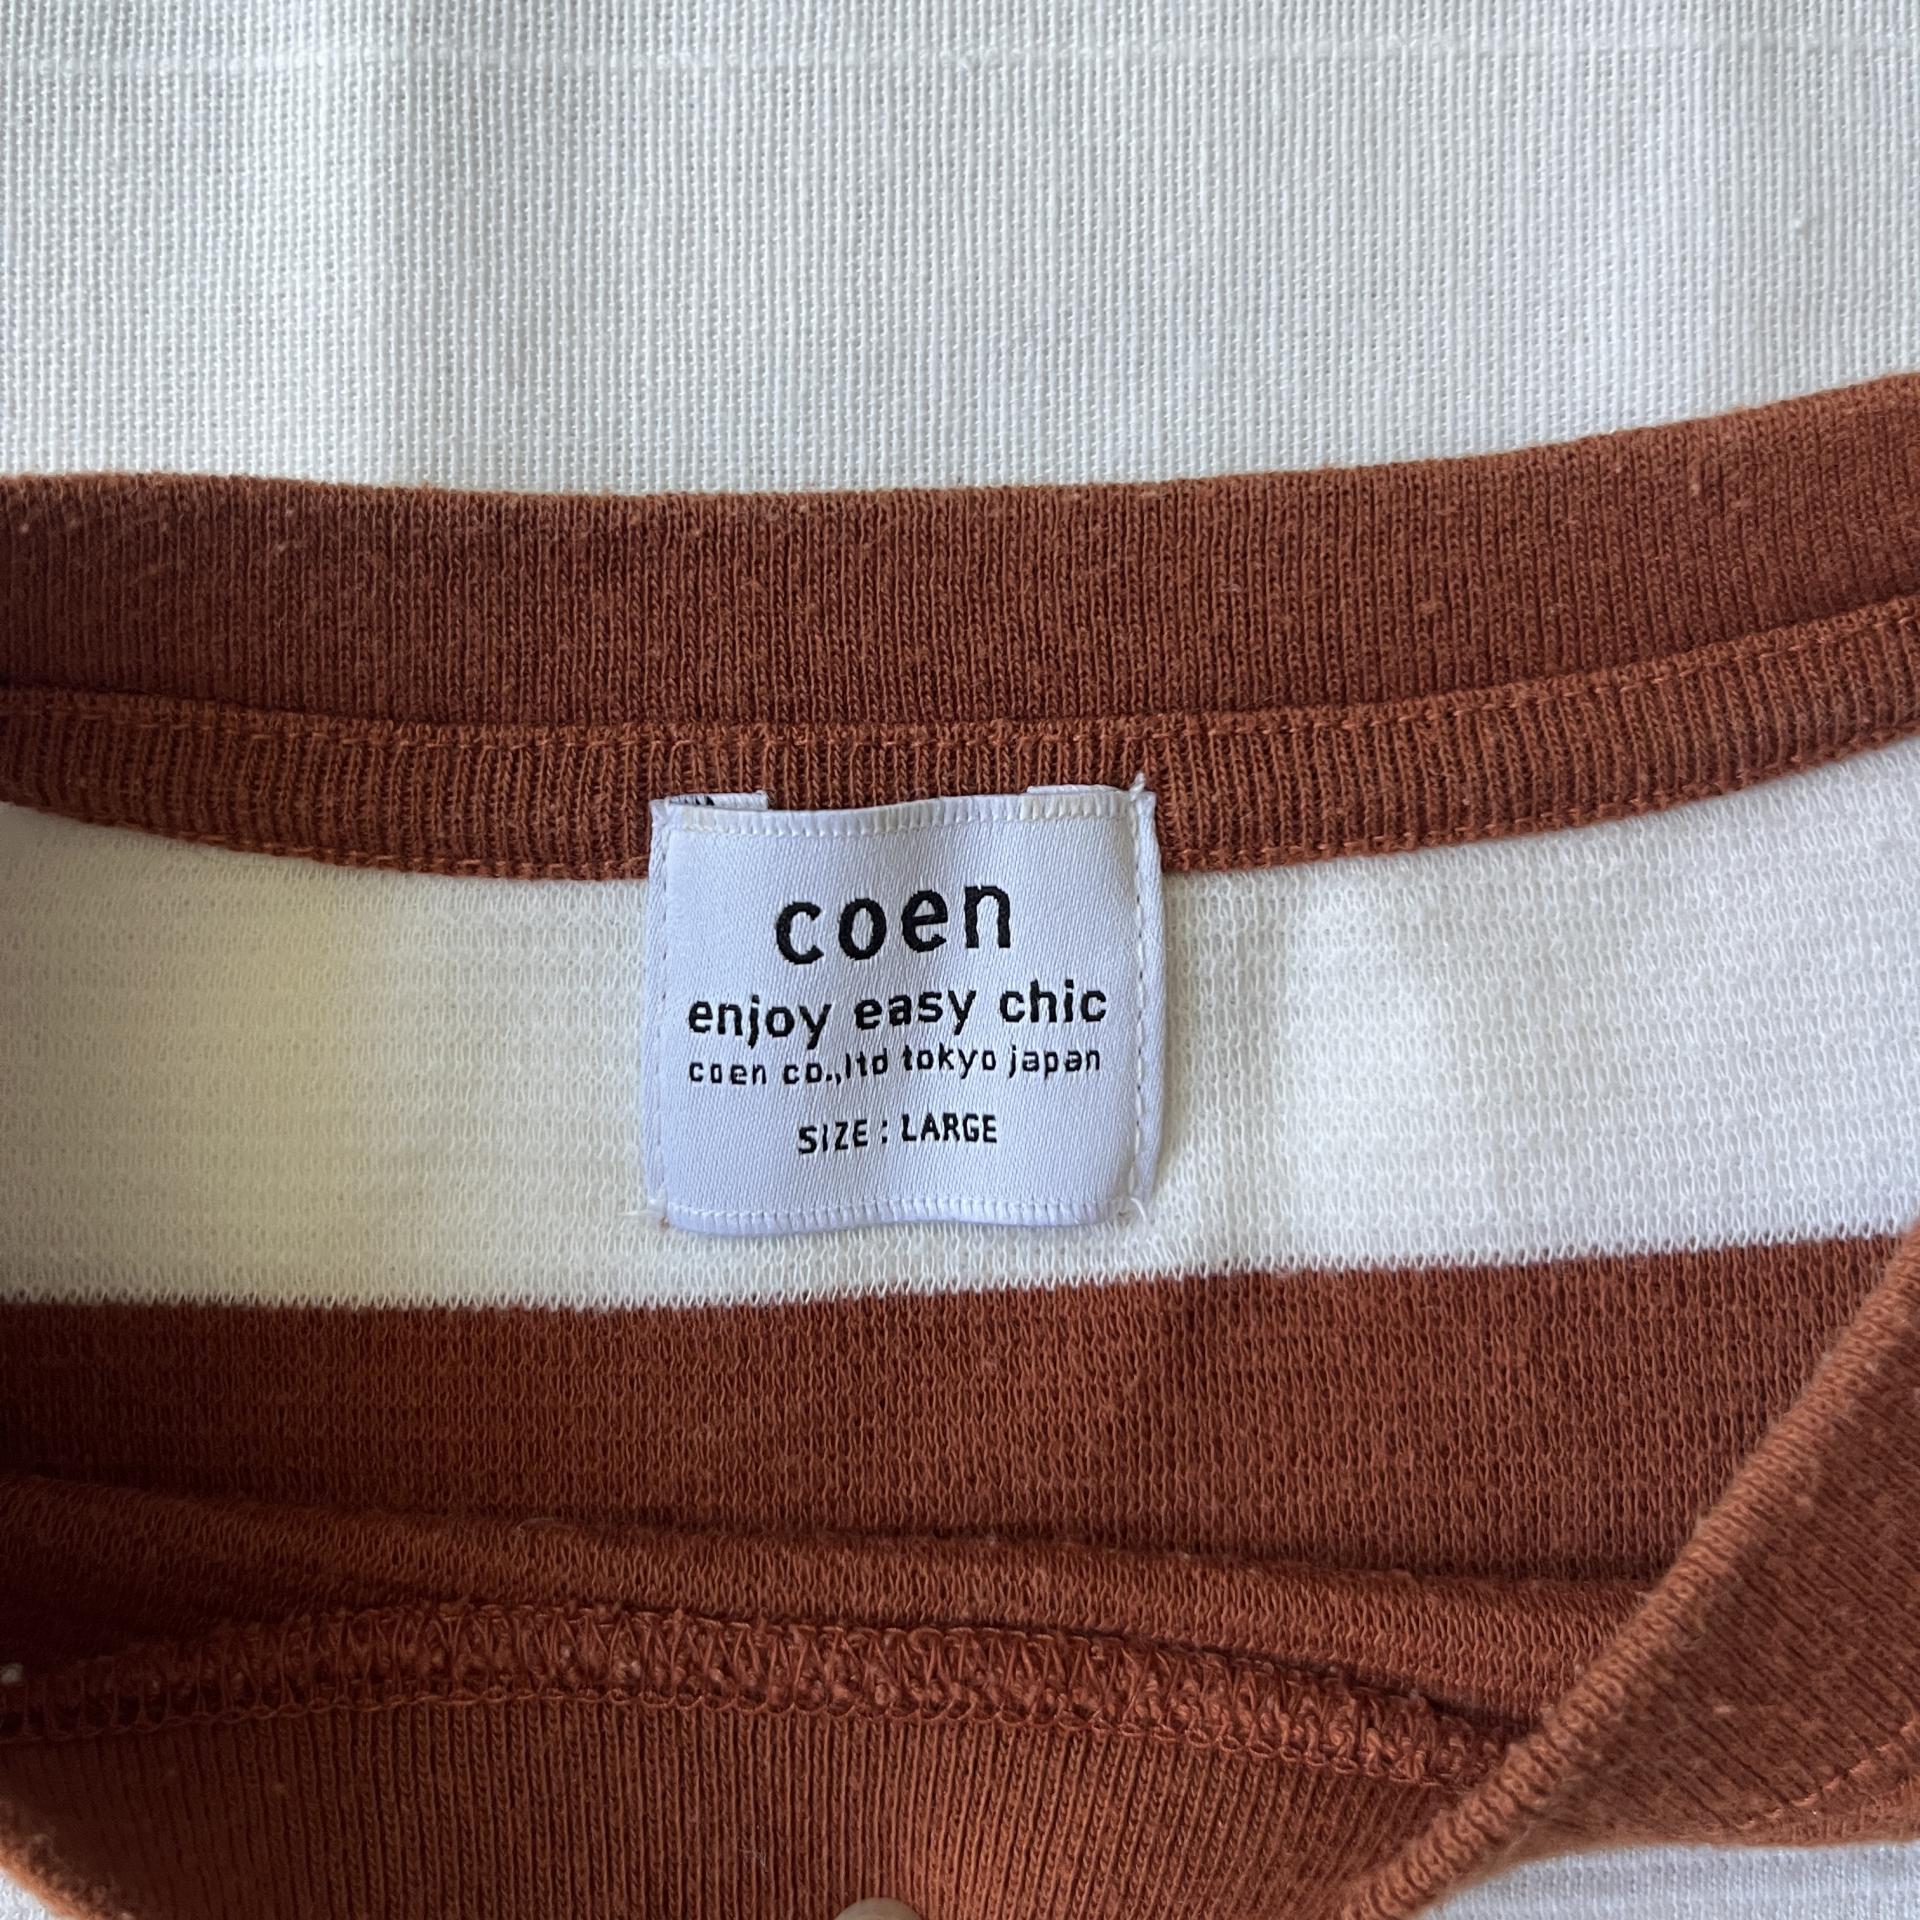 coen
enjoy easy chic
coen co.,ltd tokyo japan
SIZE : LARGE